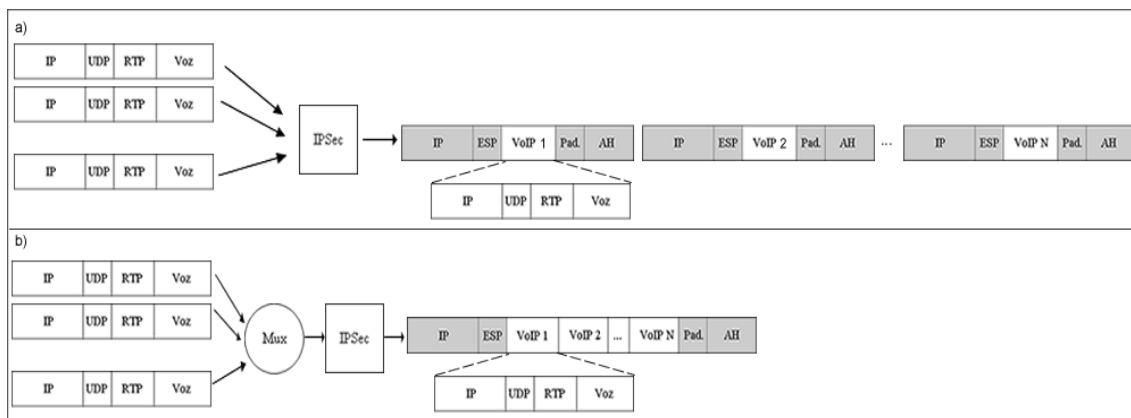 a)
IP UDP RTP Voz
IP UDP RTP Voz
IP UDP RTP Voz
IPSec
IP ESP VoIP 1 Pad. AH IP ESP VoIP 2 Pad. AH ... IP ESP VoIP N Pad. AH
IP UDP RTP Voz
b)
IP UDP RTP Voz
IP UDP RTP Voz
IP UDP RTP Voz
Mux
IPSec
IP ESP VoIP 1 VoIP 2 ... VoIP N Pad. AH
IP UDP RTP Voz